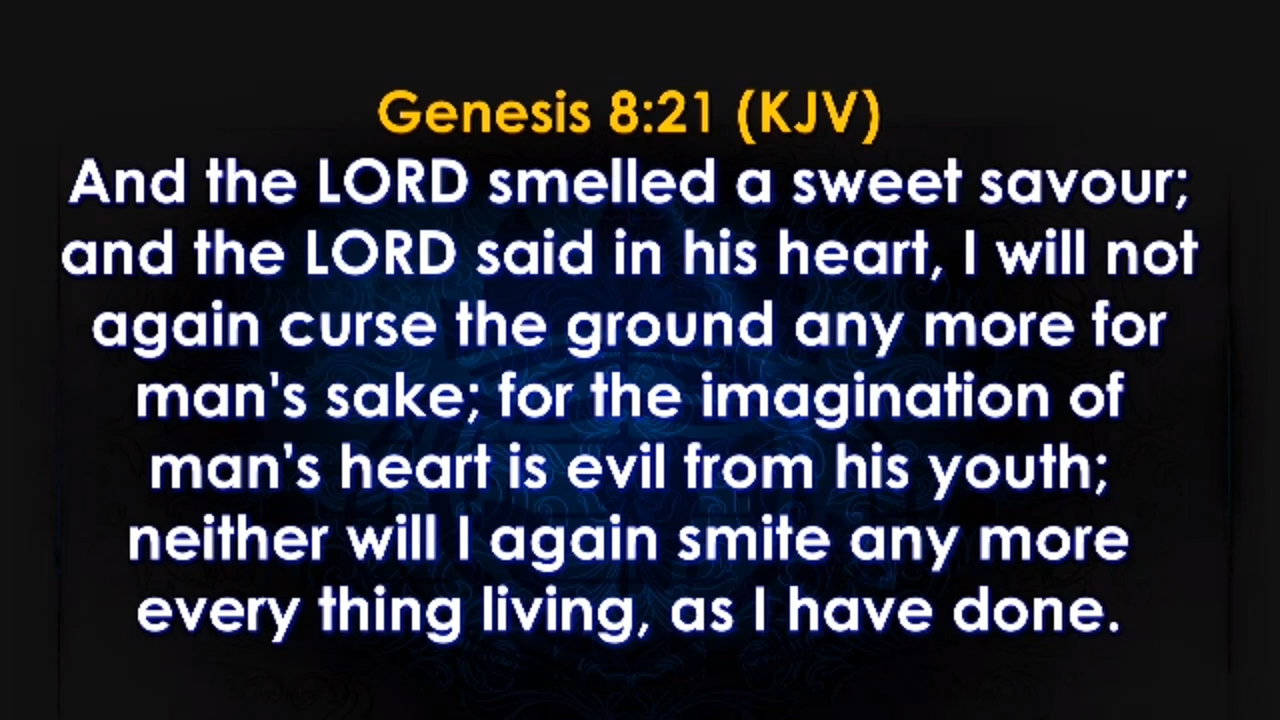 Genesis 8:21 (KJV)
And the LORD smelled a sweet savour;
and the LORD said in his heart, I will not
again curse the ground any more for
man's sake; for the imagination of
man's heart is evil from his youth;
neither will I again smite any more
every thing living, as I have done.